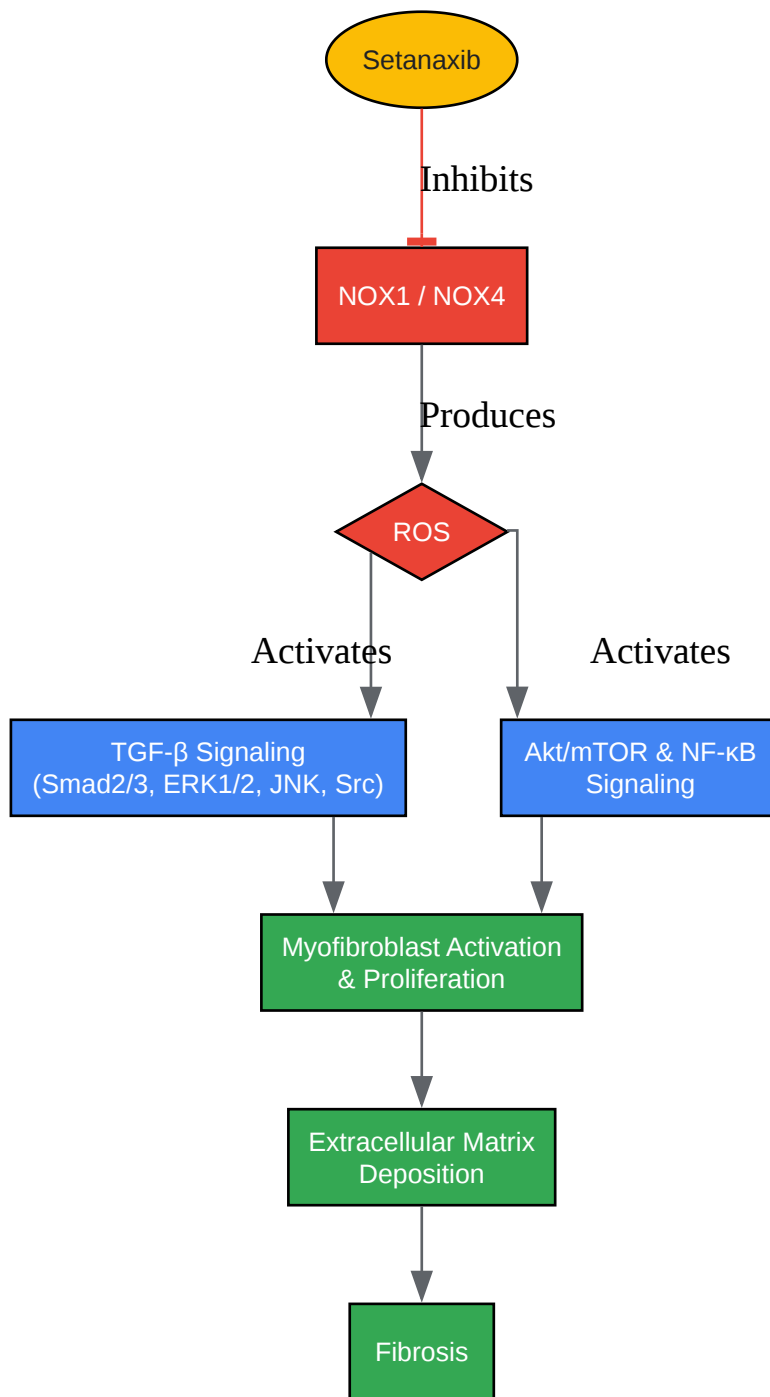 Setanaxib
Inhibits
NOX1 / NOX4
Produces
ROS
Activates
Activates
TGF-β Signaling
(Smad2/3, ERK1/2, JNK, Src)
Akt/mTOR & NF-κB
Signaling
Myofibroblast Activation
& Proliferation
Extracellular Matrix
Deposition
Fibrosis